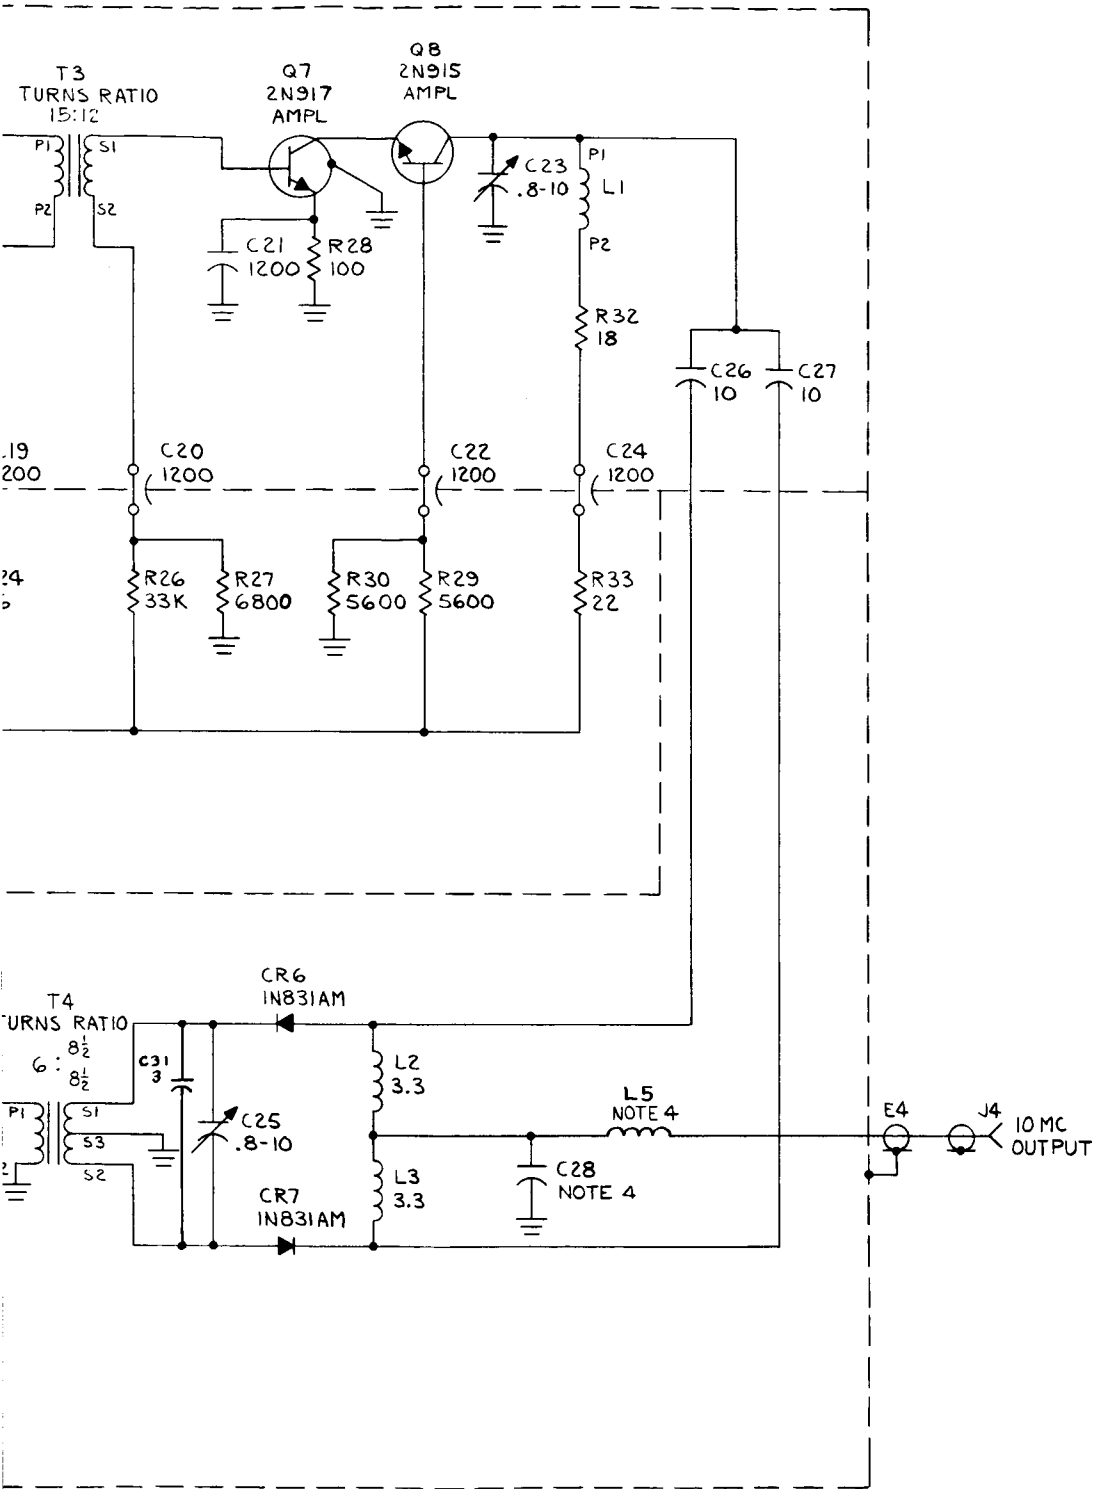 T3
TURNS RATIO
15:12
P1
S1
P2
S2
Q7
2N917
AMPL
Q8
2N915
AMPL
C23
.8-10
P1
L1
P2
C21
1200
R28
100
R32
18
C26
10
C27
10
.19
200
C20
1200
C22
1200
C24
1200
24
R26
33K
R27
6800
R30
5600
R29
5600
R33
22
CR6
1N831AM
T4
URNS RATIO
6 : 8½
8½
C31
3
P1
S1
S3
S2
2
C25
.8-10
L2
3.3
L3
3.3
L5
NOTE 4
C28
NOTE 4
CR7
1N831AM
E4
J4
10 MC
OUTPUT